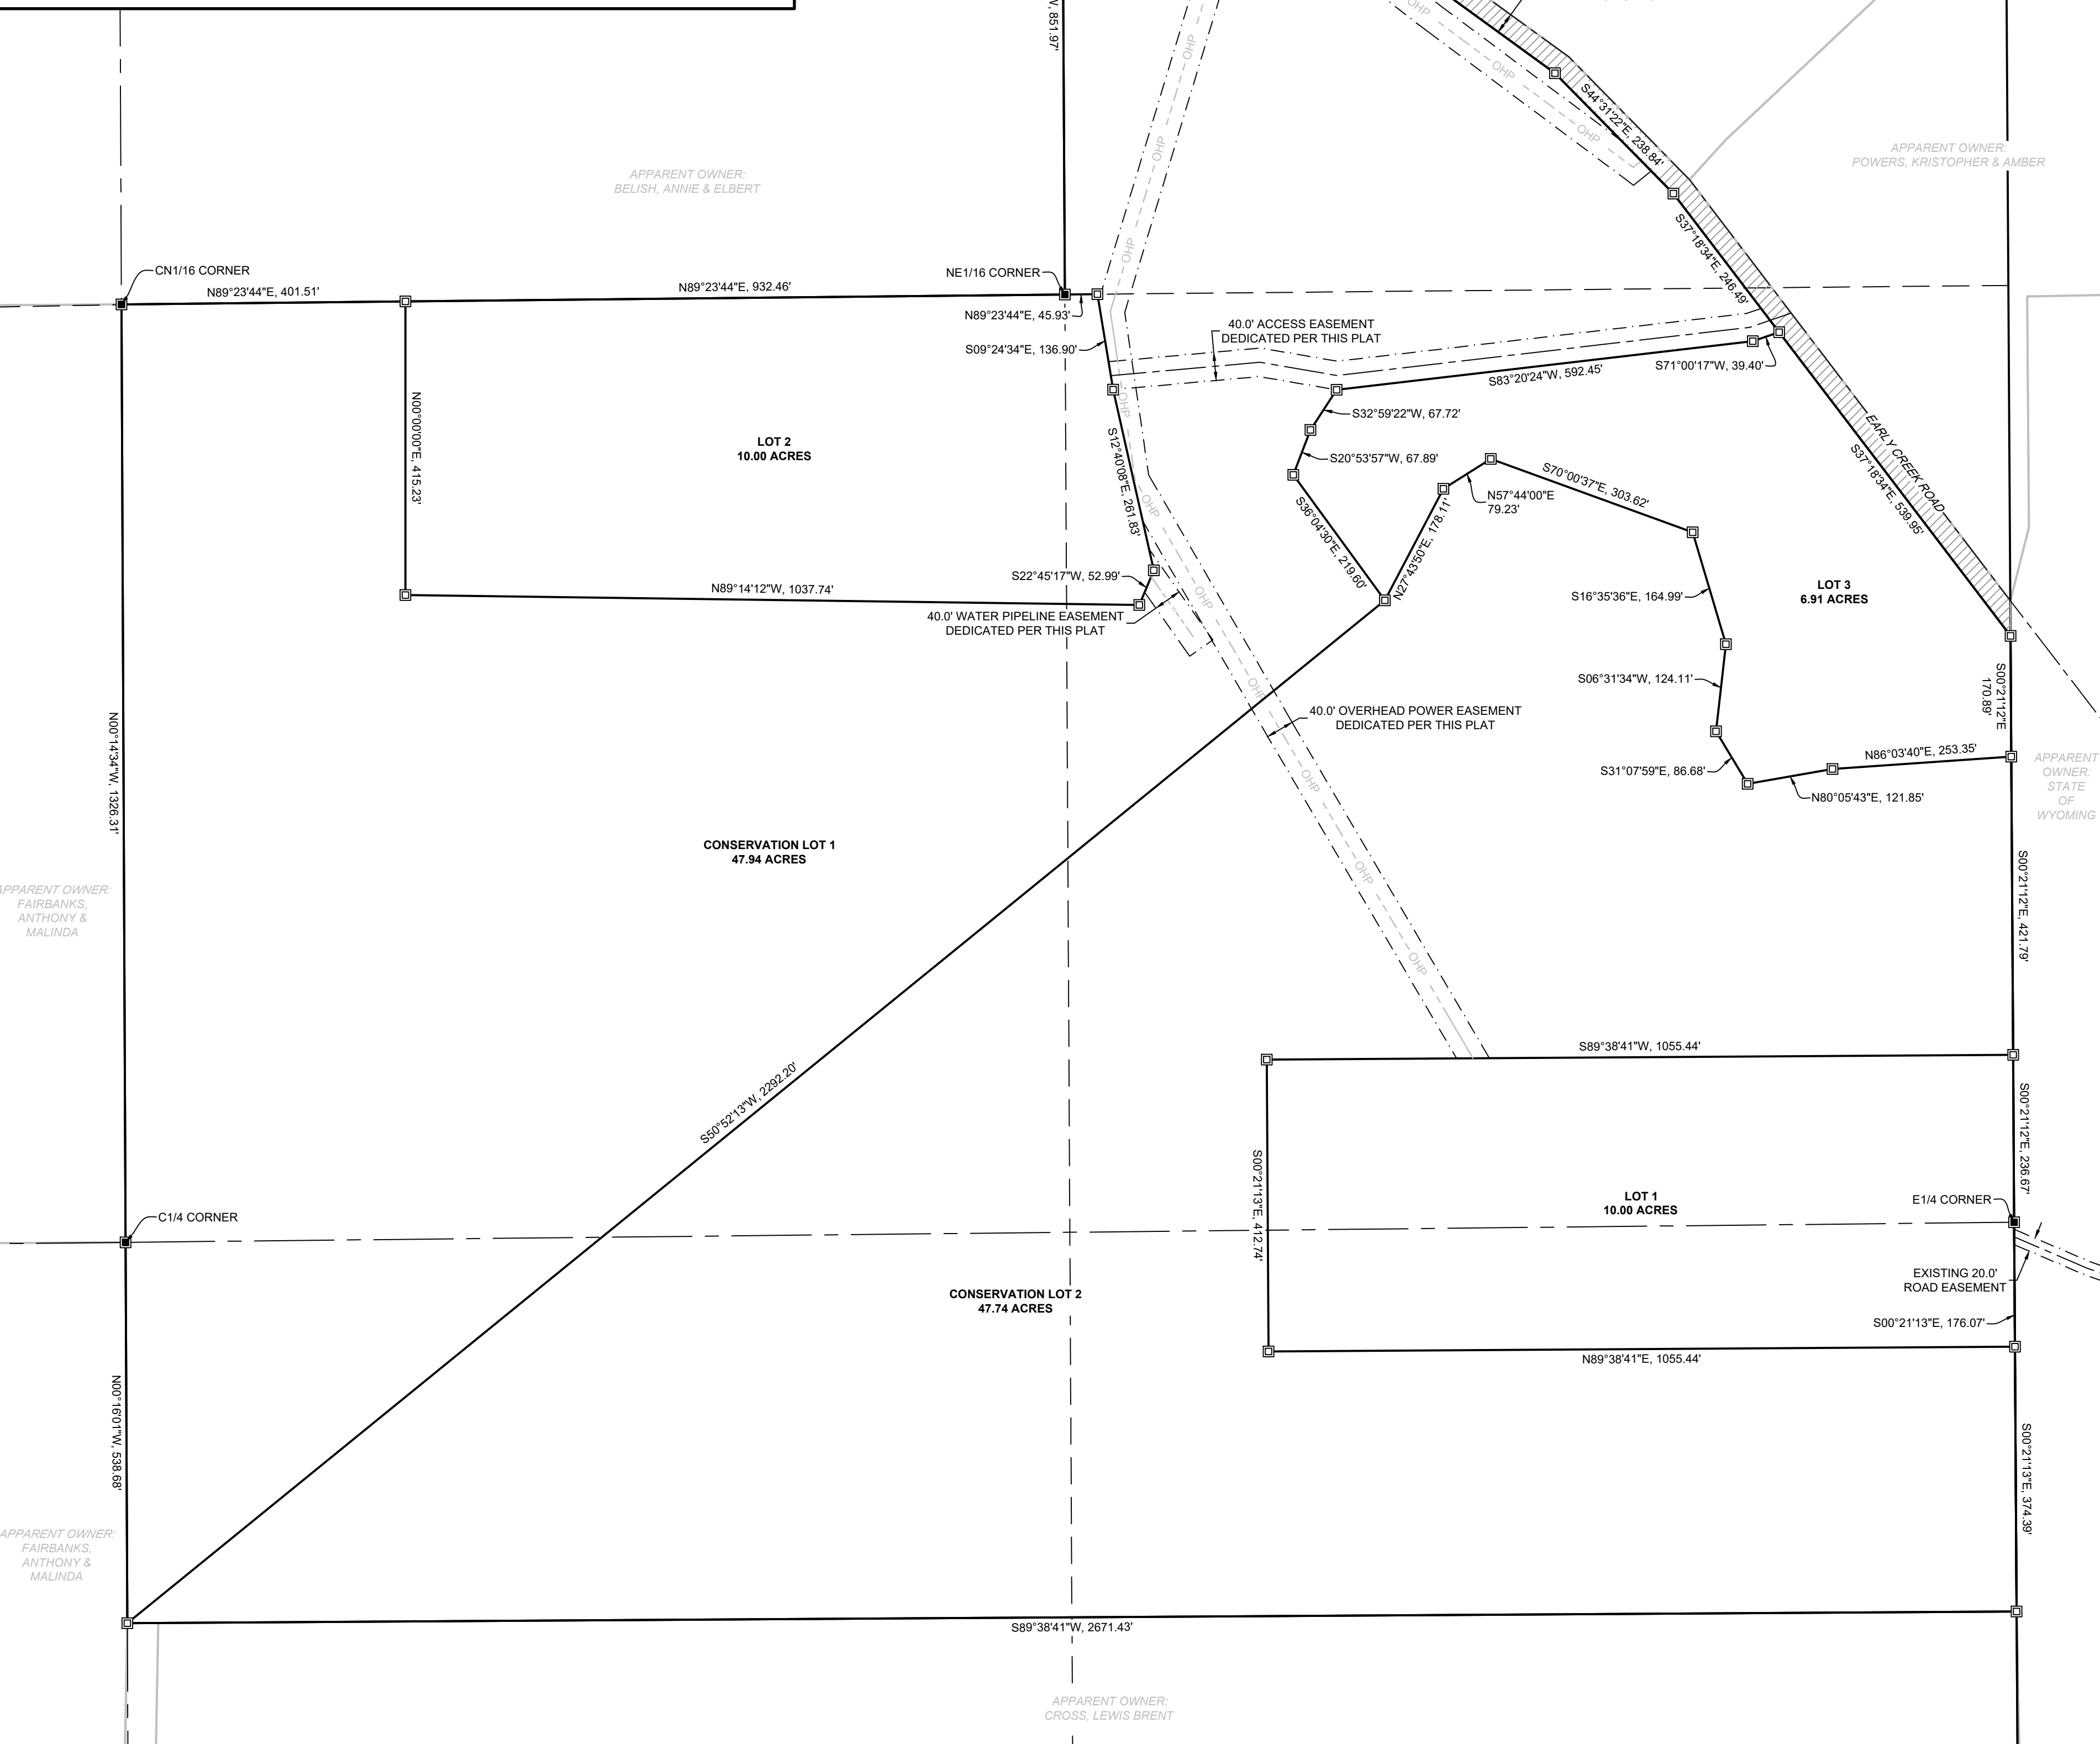 W, 851.97'
OHP
OHP
OHP
OHP
OHP
OHP
S44°31'22"E, 238.84'
APPARENT OWNER:
POWERS, KRISTOPHER & AMBER
APPARENT OWNER:
BELISH, ANNIE & ELBERT
S37°18'34"E, 246.49'
CN1/16 CORNER
NE1/16 CORNER
N89°23'44"E, 401.51'
N89°23'44"E, 932.46'
N89°23'44"E, 45.93'
40.0' ACCESS EASEMENT
DEDICATED PER THIS PLAT
S09°24'34"E, 136.90'
S71°00'17"W, 39.40'
S83°20'24"W, 592.45'
OHP
N00°00'00"E, 415.23'
S32°59'22"W, 67.72'
LOT 2
10.00 ACRES
S12°40'08"E, 261.83'
S20°53'57"W, 67.89'
EARLY CREEK ROAD
S37°18'34"E, 539.95'
OHP
S36°04'30"E, 219.60'
N27°43'50"E, 178.11'
N57°44'00"E
79.23'
S70°00'37"E, 303.62'
S22°45'17"W, 52.99'
N89°14'12"W, 1037.74'
OHP
LOT 3
6.91 ACRES
S16°35'36"E, 164.99'
40.0' WATER PIPELINE EASEMENT
DEDICATED PER THIS PLAT
S00°21'12"E
170.89'
S06°31'34"W, 124.11'
OHP
40.0' OVERHEAD POWER EASEMENT
DEDICATED PER THIS PLAT
N00°14'34"W, 1326.31'
N86°03'40"E, 253.35'
S31°07'59"E, 86.68'
N80°05'43"E, 121.85'
OHP
APPARENT
OWNER:
STATE
OF
WYOMING
CONSERVATION LOT 1
47.94 ACRES
OHP
S00°21'12"E, 421.79'
APPARENT OWNER:
FAIRBANKS,
ANTHONY &
MALINDA
OHP
S89°38'41"W, 1055.44'
S50°52'13"W, 2292.20'
S00°21'12"E, 236.67'
S00°21'13"E, 412.74'
LOT 1
10.00 ACRES
E1/4 CORNER
C1/4 CORNER
EXISTING 20.0'
ROAD EASEMENT
CONSERVATION LOT 2
47.74 ACRES
S00°21'13"E, 176.07'
N89°38'41"E, 1055.44'
N00°16'01"W, 538.68'
S00°21'13"E, 374.39'
APPARENT OWNER:
FAIRBANKS,
ANTHONY &
MALINDA
S89°38'41"W, 2671.43'
APPARENT OWNER:
CROSS, LEWIS BRENT